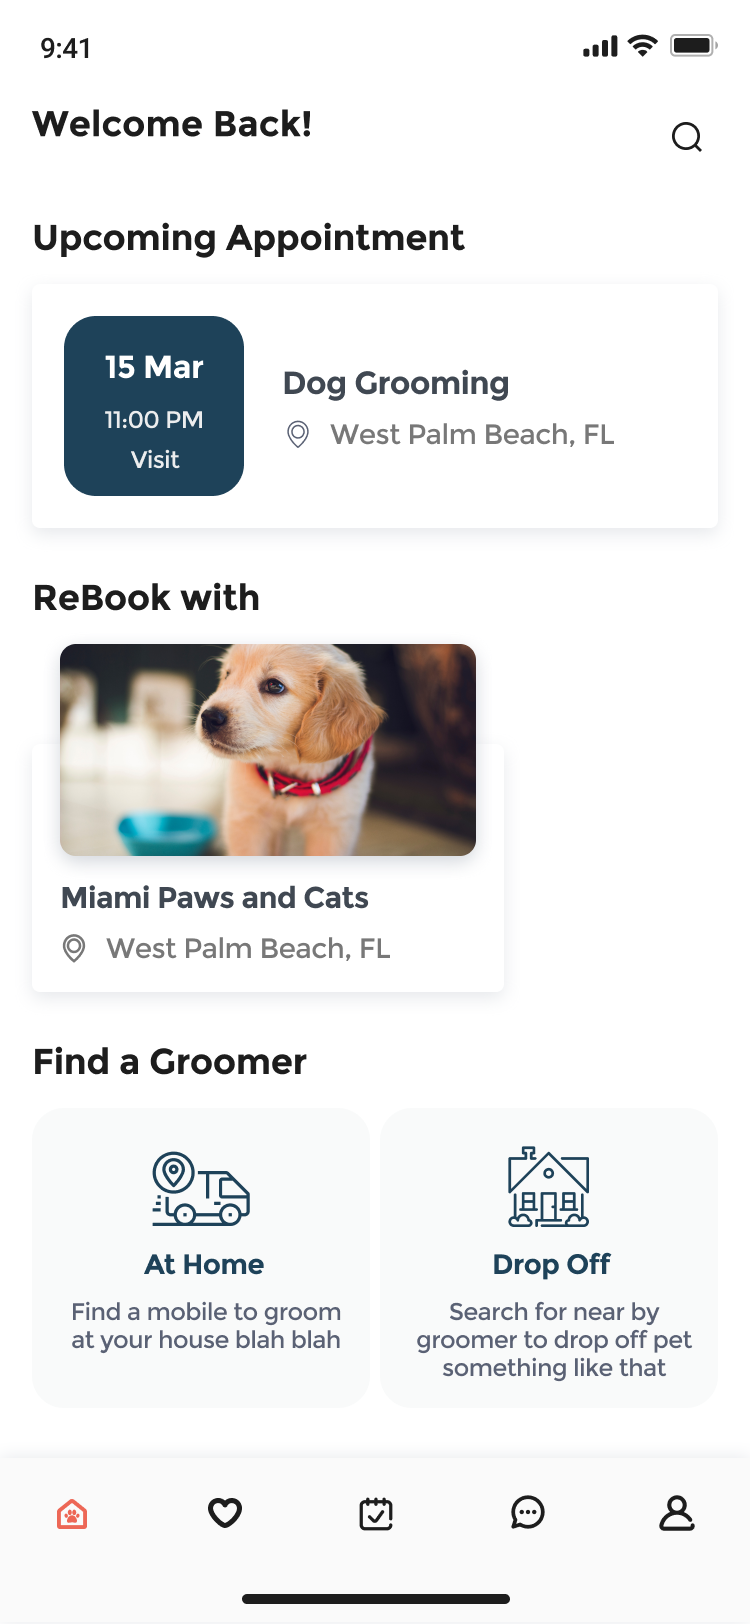 9:41
Welcome Back!
Upcoming Appointment
15 Mar
11:00 PM
Visit
Dog Grooming
West Palm Beach, FL
ReBook with
Miami Paws and Cats
West Palm Beach, FL
Find a Groomer
At Home
Find a mobile to groom
at your house blah blah
Drop Off
Search for near by
groomer to drop off pet
something like that